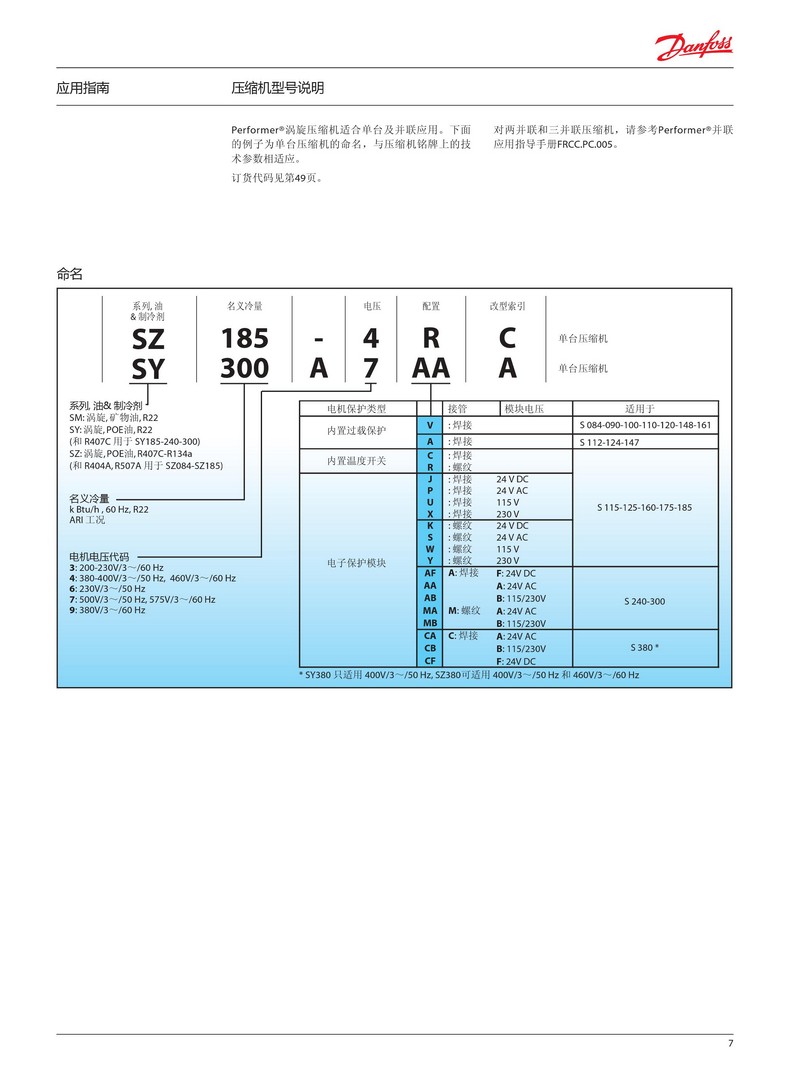 Danfoss
应用指南 压缩机型号说明
Performer®涡旋压缩机适合单台及并联应用。下面
的例子为单台压缩机的命名，与压缩机铭牌上的技
术参数相适应。
订货代码见第49页。
对两并联和三并联压缩机，请参考Performer®并联
应用指导手册FRCC.PC.005。
命名
系列, 油 名义冷量 电压 配置 改型索引
& 制冷剂
SZ 185 - 4 R C 单台压缩机
SY 300 A 7 AA A 单台压缩机
系列, 油& 制冷剂
SM: 涡旋, 矿物油, R22
SY: 涡旋, POE油, R22
(和 R407C 用于 SY185-240-300)
SZ: 涡旋, POE油, R407C-R134a
(和 R404A, R507A 用于 SZ084-SZ185)
名义冷量
k Btu/h , 60 Hz, R22
ARI 工况
电机电压代码
3: 200-230V/3～/60 Hz
4: 380-400V/3～/50 Hz, 460V/3～/60 Hz
6: 230V/3～/50 Hz
7: 500V/3～/50 Hz, 575V/3～/60 Hz
9: 380V/3～/60 Hz
电机保护类型 接管 模块电压 适用于
内置过载保护 V : 焊接 S 084-090-100-110-120-148-161
A : 焊接 S 112-124-147
内置温度开关 C : 焊接
R : 螺纹
J : 焊接 24 V DC
P : 焊接 24 V AC
U : 焊接 115 V
S 115-125-160-175-185
X : 焊接 230 V
K : 螺纹 24 V DC
S : 螺纹 24 V AC
W : 螺纹 115 V
Y : 螺纹 230 V
电子保护模块
AF A: 焊接 F: 24V DC
AA A: 24V AC
AB B: 115/230V
S 240-300
MA M: 螺纹 A: 24V AC
MB B: 115/230V
CA C: 焊接 A: 24V AC
CB B: 115/230V S 380 *
CF F: 24V DC
* SY380 只适用 400V/3～/50 Hz, SZ380可适用 400V/3～/50 Hz 和 460V/3～/60 Hz
7